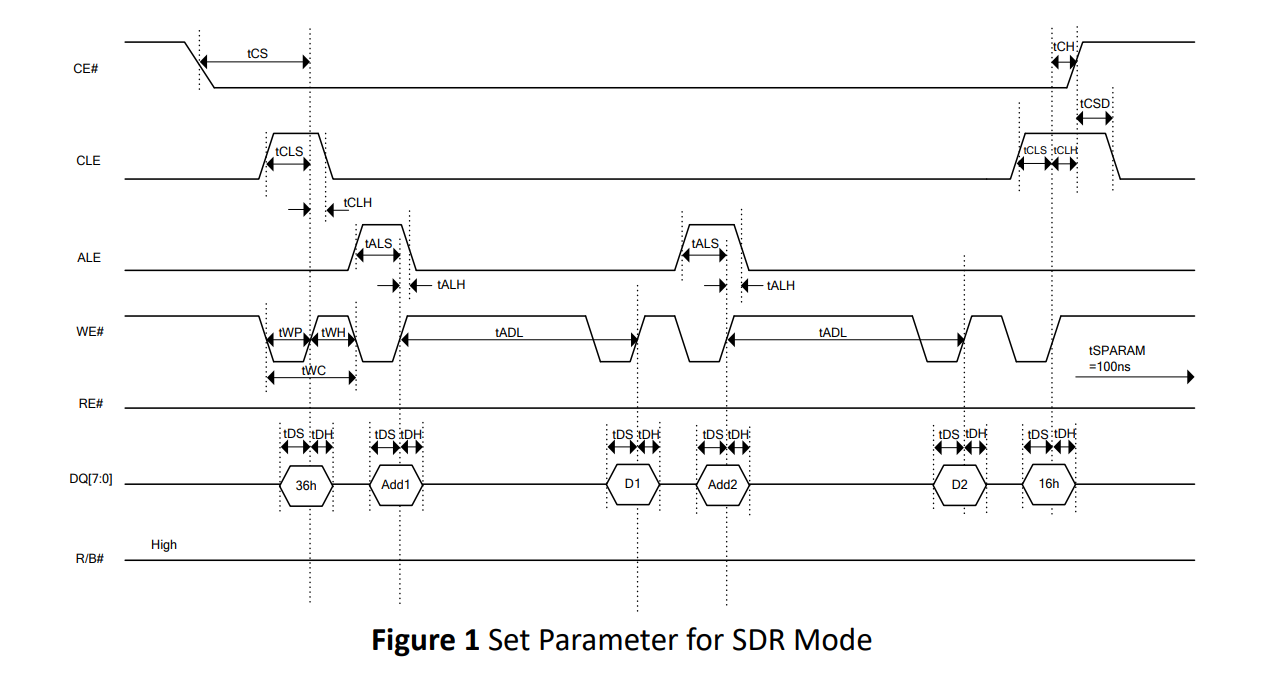 CE#
tCS
tCH
tCSD
CLE
tCLS
tCLS
tCLH
tCLH
ALE
tALS
tALS
tALH
tALH
WE#
tWP
tWH
tADL
tADL
tWC
tSPARAM
=100ns
RE#
tDS
tDH
tDS
tDH
tDS
tDH
tDS
tDH
tDS
tDH
tDS
tDH
DQ[7:0]
36h
Add1
D1
Add2
D2
16h
High
R/B#
Figure 1 Set Parameter for SDR Mode